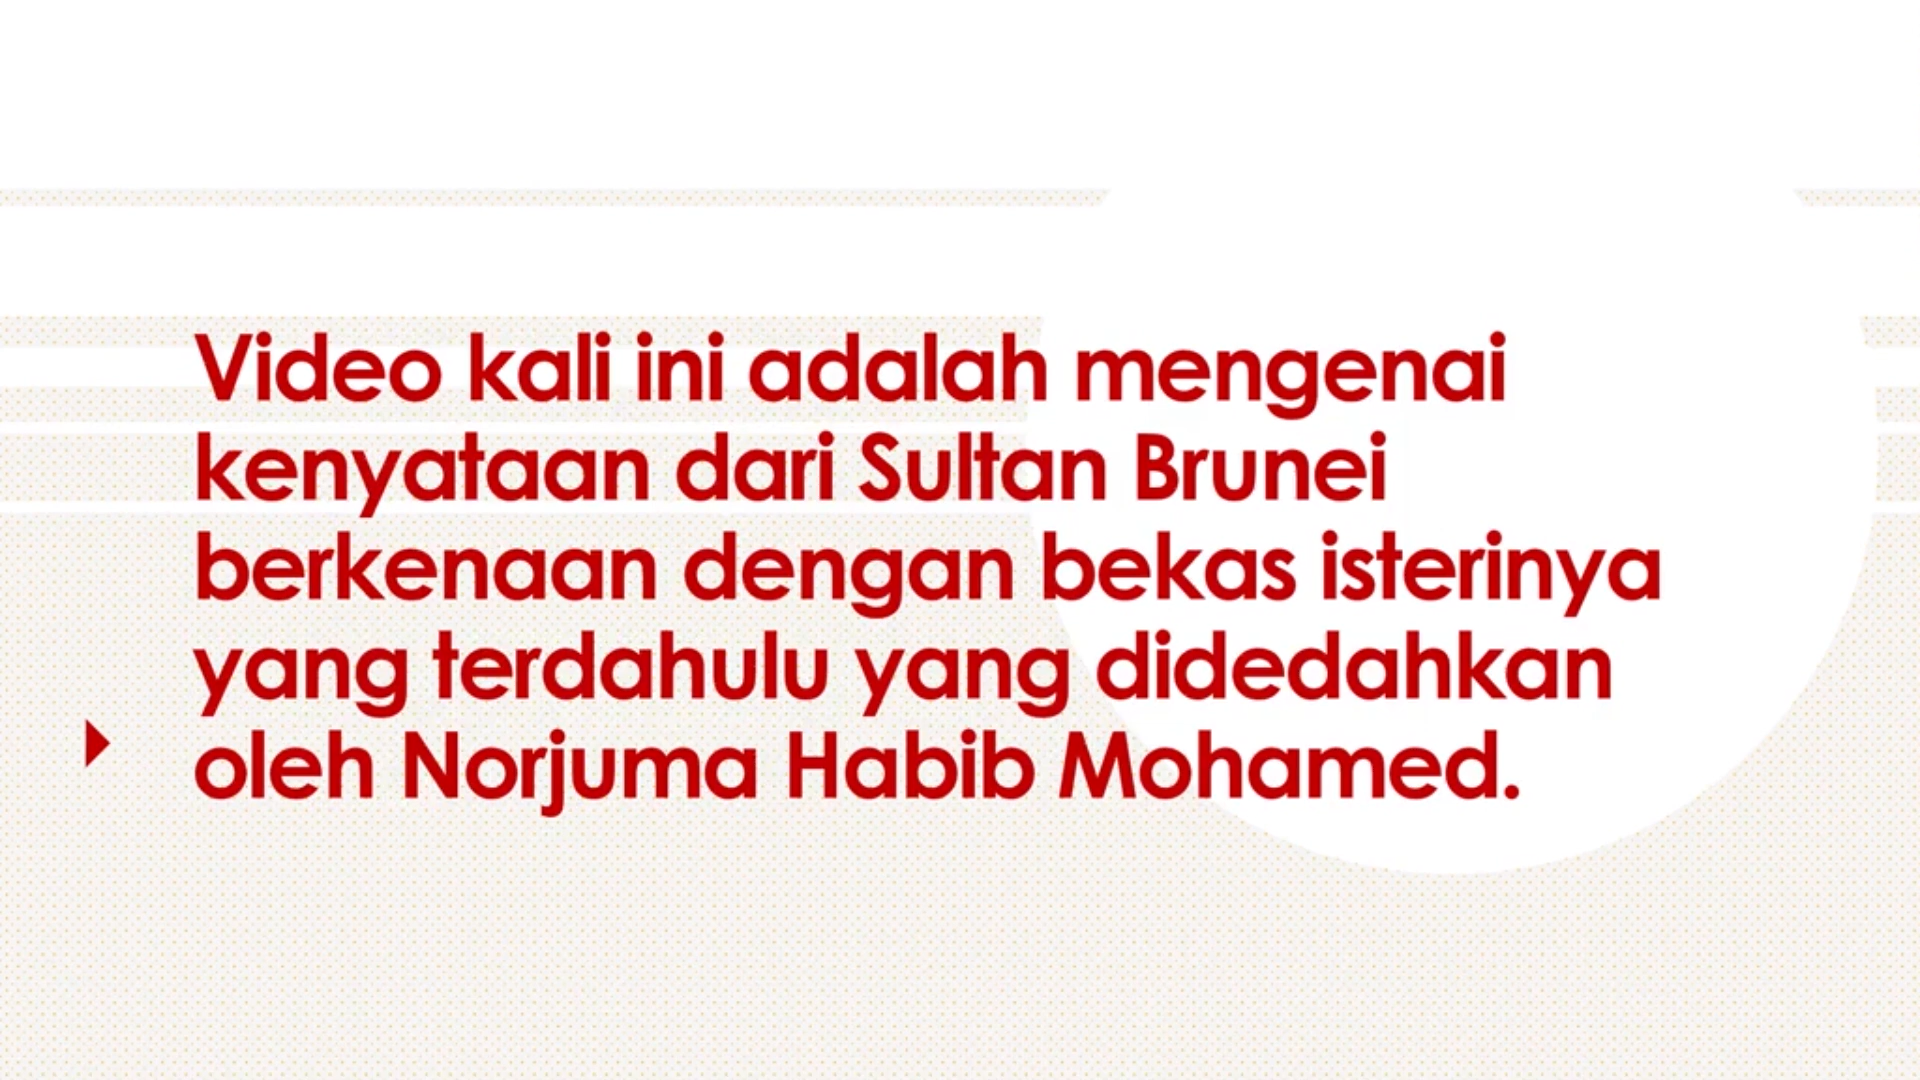 Video kali ini adalah mengenai
kenyataan dari Sultan Brunei
berkenaan dengan bekas isterinya
yang terdahulu yang didedahkan
oleh Norjuma Habib Mohamed.